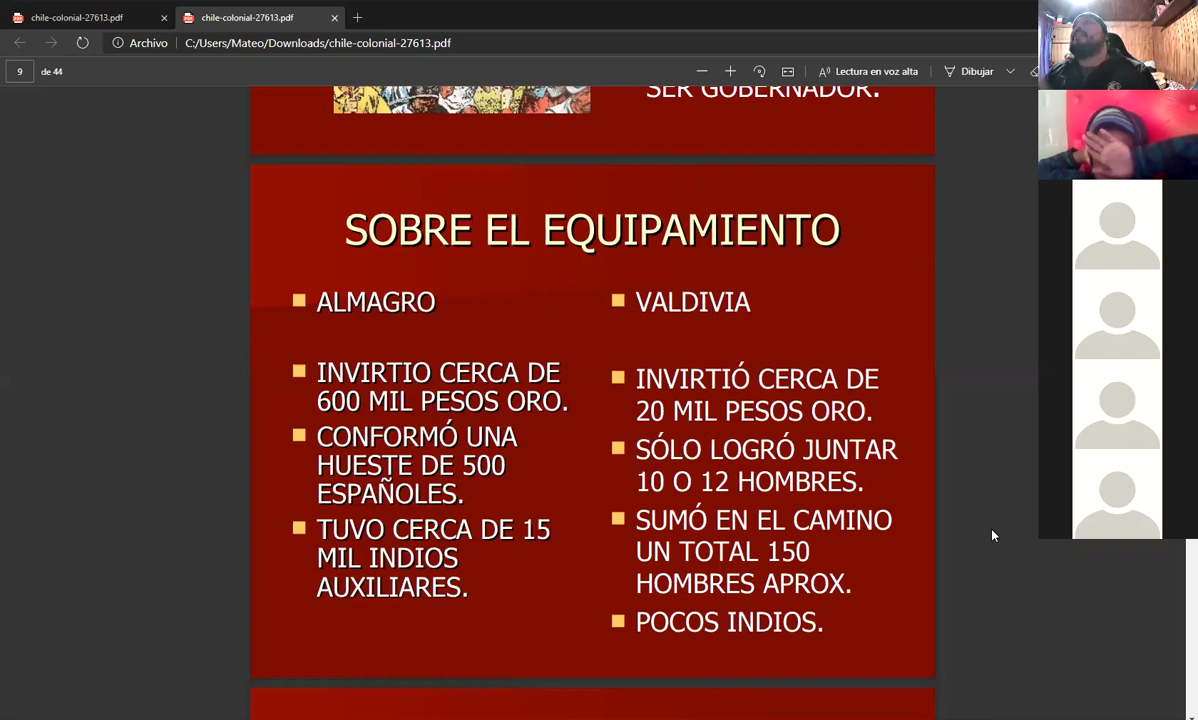 chile-colonial-27613.pdf
chile-colonial-27613.pdf
Archivo
C:/Users/Mateo/Downloads/chile-colonial-27613.pdf
9
de 44
Lectura en voz alta
Dibujar
SER GOBERNADOR.
SOBRE EL EQUIPAMIENTO
ALMAGRO
INVIRTIO CERCA DE
600 MIL PESOS ORO.
CONFORMÓ UNA
HUESTE DE 500
ESPAÑOLES.
TUVO CERCA DE 15
MIL INDIOS
AUXILIARES.
VALDIVIA
INVIRTIÓ CERCA DE
20 MIL PESOS ORO.
SÓLO LOGRÓ JUNTAR
10 O 12 HOMBRES.
SUMÓ EN EL CAMINO
UN TOTAL 150
HOMBRES APROX.
POCOS INDIOS.